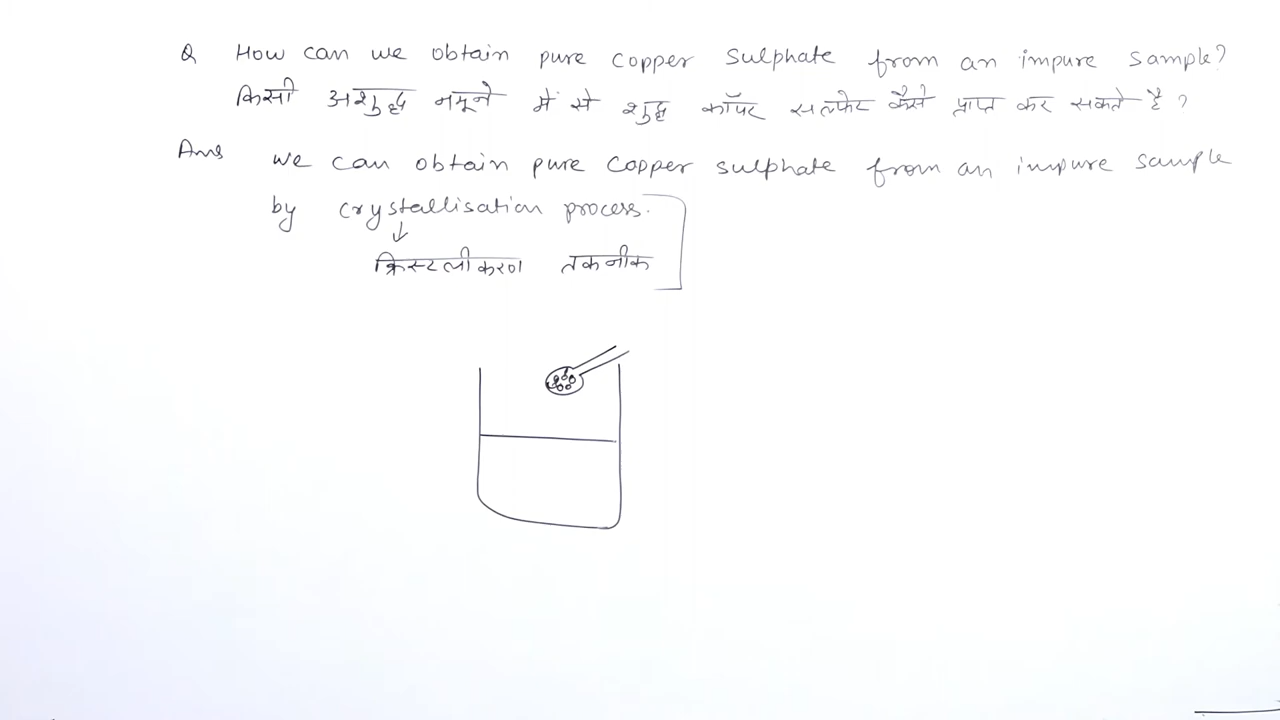 Q How can we obtain pure copper sulphate from an impure sample?
किसी अशुद्ध नमूने में से शुद्ध कॉपर सल्फेट कैसे प्राप्त कर सकते है ?
Ans we can obtain pure copper sulphate from an impure sample
by crystallisation process.
क्रिस्टलीकरण तकनीक